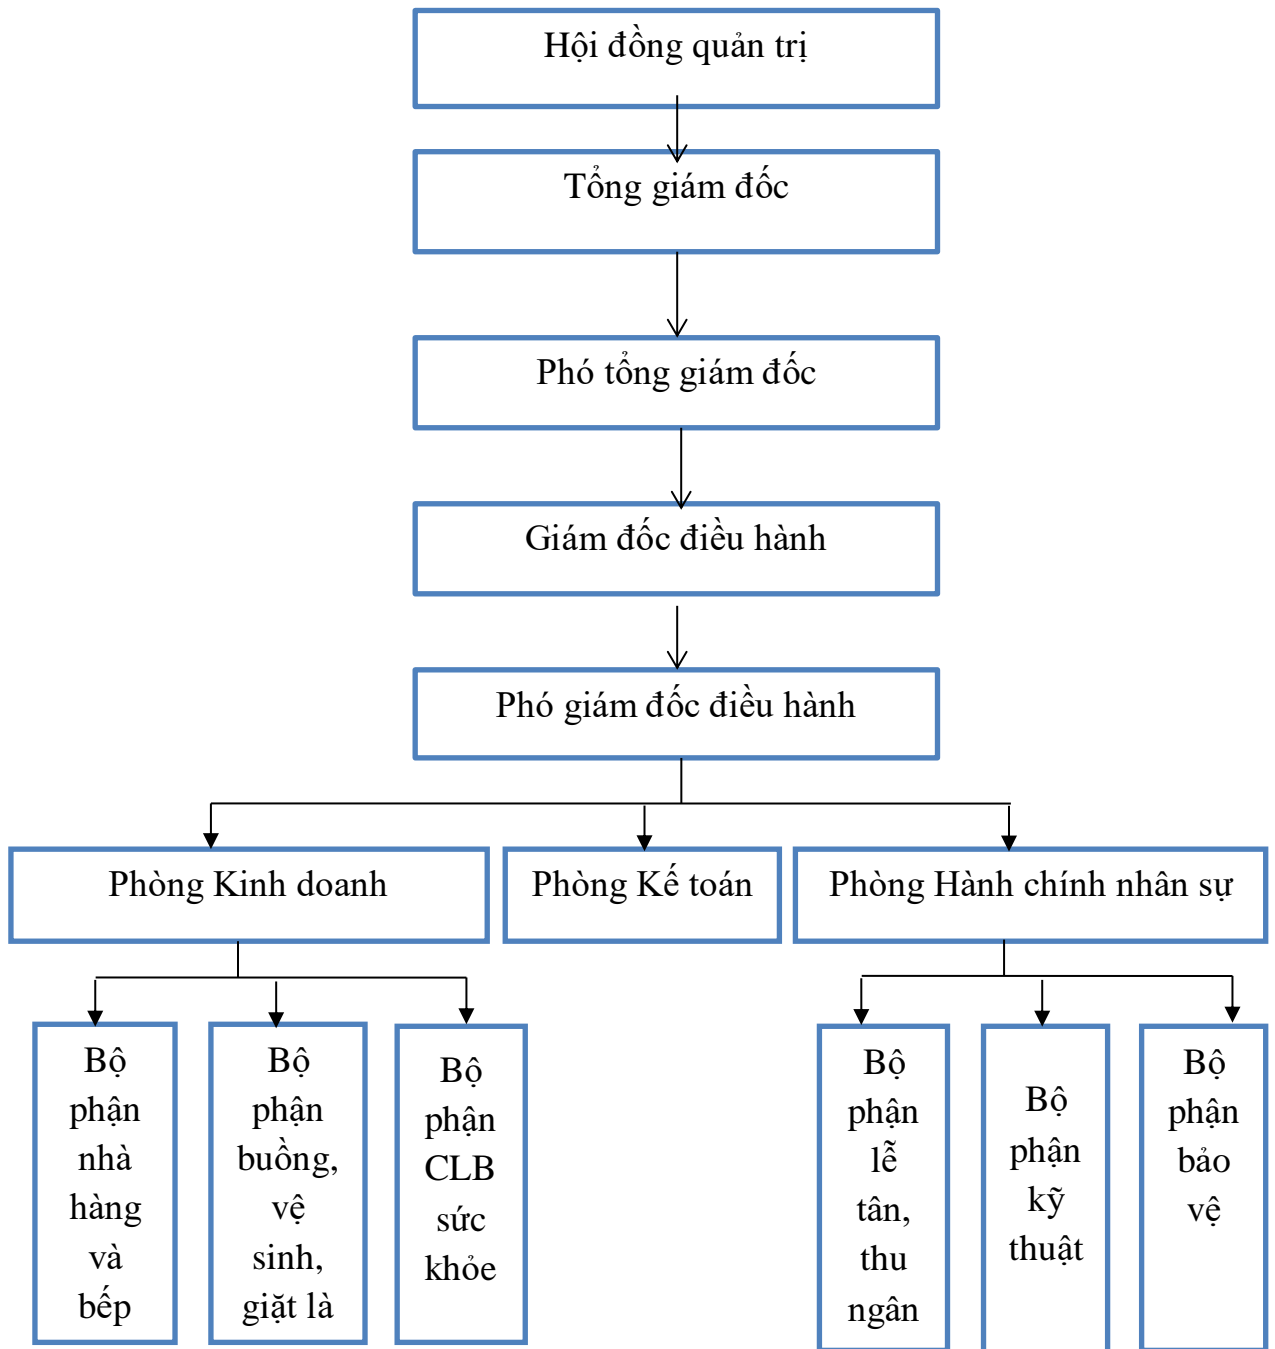 Hội đồng quản trị
Tổng giám đốc
Phó tổng giám đốc
Giám đốc điều hành
Phó giám đốc điều hành
Phòng Kinh doanh
Phòng Kế toán
Phòng Hành chính nhân sự
Bộ
phận
nhà
hàng
và
bếp
Bộ
phận
buồng,
vệ
sinh,
giặt là
Bộ
phận
CLB
sức
khỏe
Bộ
phận
lễ
tân,
thu
ngân
Bộ
phận
kỹ
thuật
Bộ
phận
bảo
vệ